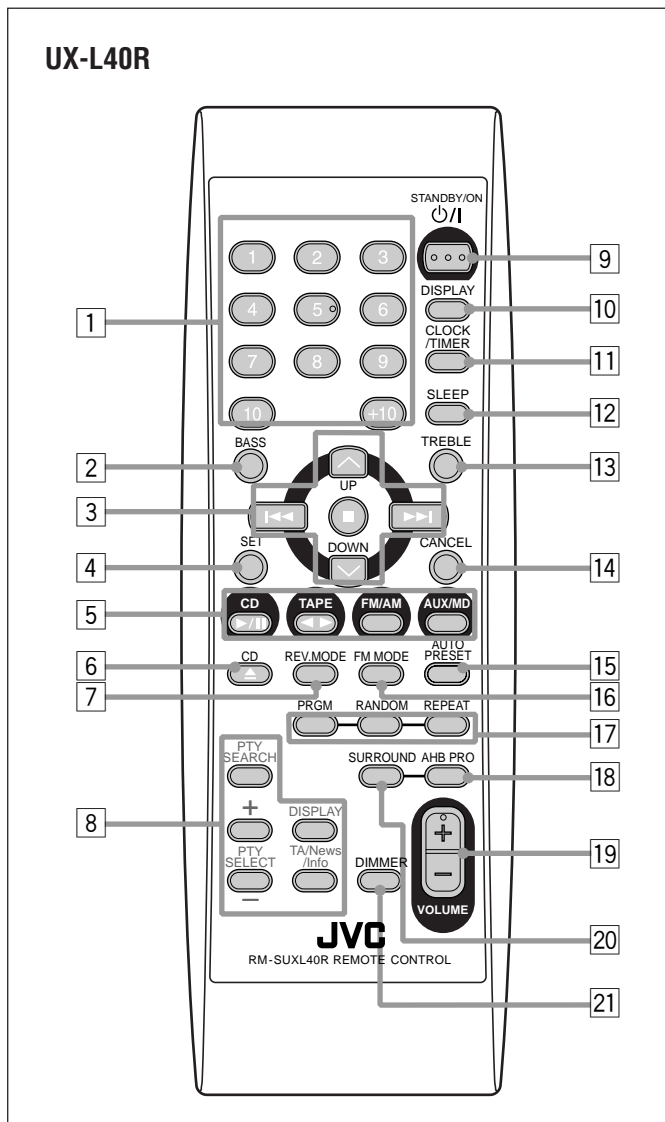 UX-L40R
STANDBY/ON
1 2 3
9
DISPLAY
10
1
4 5 6
CLOCK
/TIMER
11
7 8 9
SLEEP
12
10 +10
BASS
TREBLE
2
13
UP
3
SET
DOWN
CANCEL
4
14
CD TAPE FM/AM AUX/MD
5
6
CD
REV.MODE
FM MODE
AUTO
PRESET
15
7
16
PRGM RANDOM REPEAT
17
PTY
SEARCH
SURROUND AHB PRO
18
8
+
DISPLAY
+
19
PTY
SELECT
TA/News
/Info
DIMMER
–
–
VOLUME
JVC
20
RM-SUXL40R REMOTE CONTROL
21